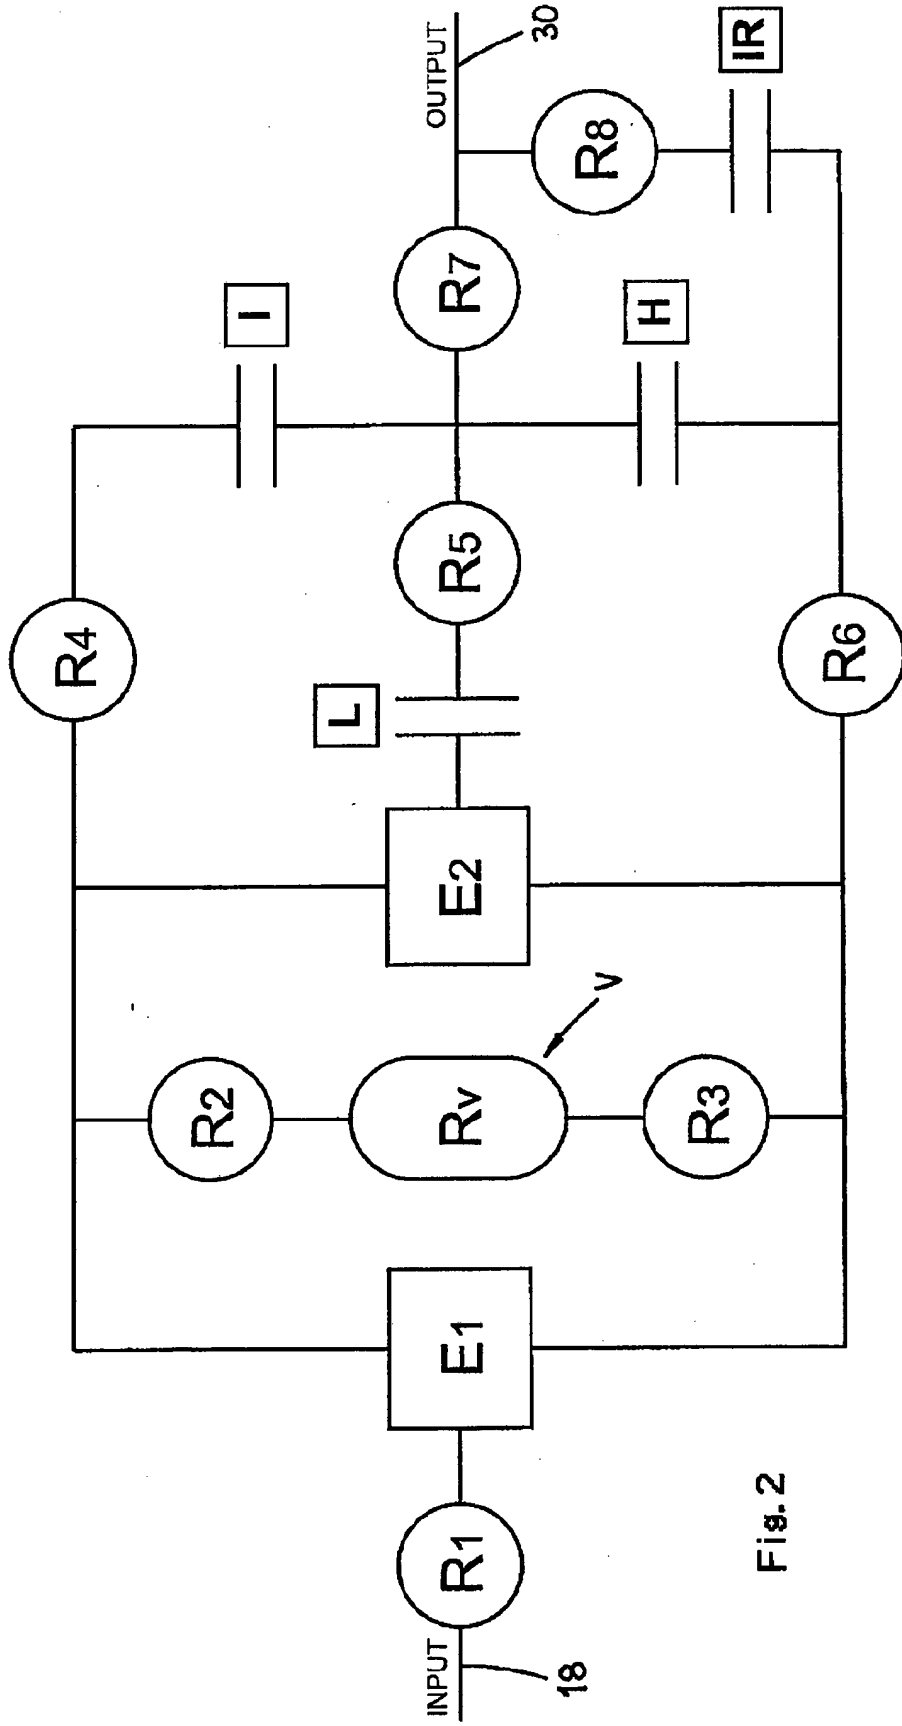 INPUT
18
R1
E1
R2
Rv
R3
V
E2
L
R4
R5
R6
I
H
R7
R8
IR
OUTPUT
30
Fig. 2